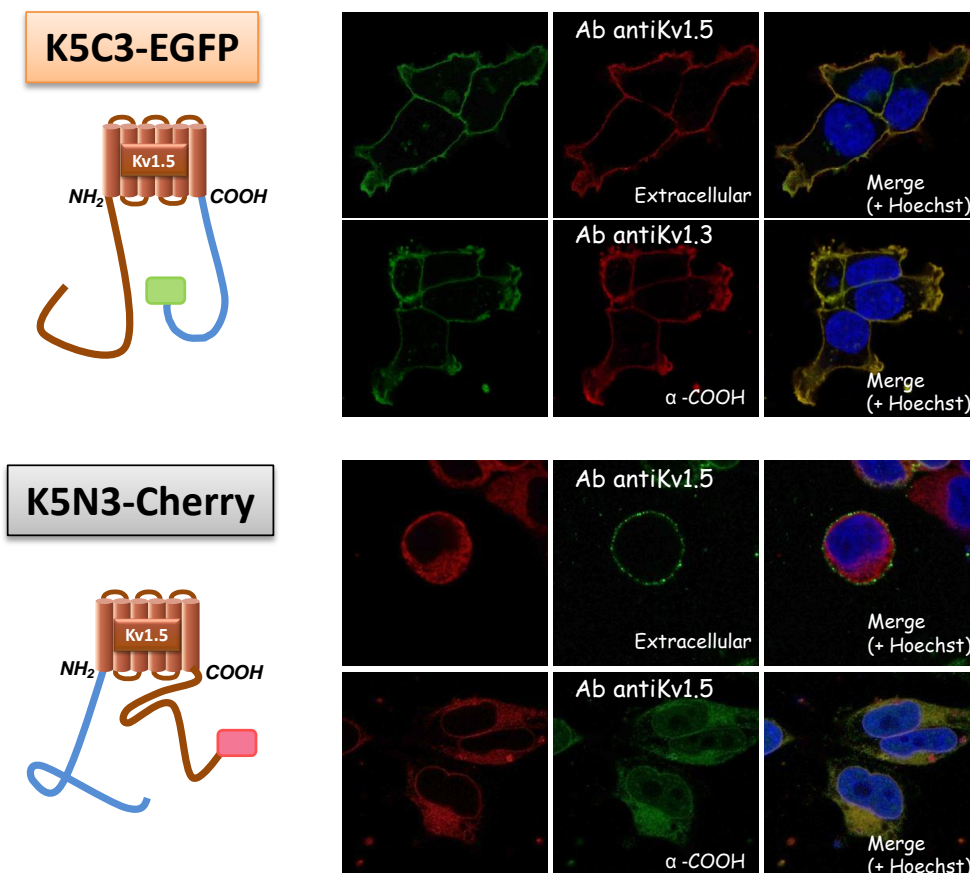 K5C3-EGFP
Kv1.5
NH2
COOH
Ab antiKv1.5
Extracellular
Merge
(+ Hoechst)
Ab antiKv1.3
α -COOH
Merge
(+ Hoechst)
K5N3-Cherry
Kv1.5
NH2
COOH
Ab antiKv1.5
Extracellular
Merge
(+ Hoechst)
Ab antiKv1.5
α -COOH
Merge
(+ Hoechst)